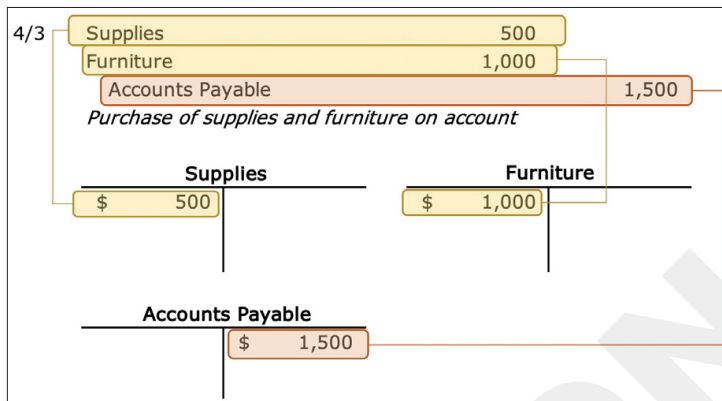 4/3 Supplies 500
Furniture 1,000
Accounts Payable 1,500
Purchase of supplies and furniture on account
Supplies Furniture
$ 500 $ 1,000
Accounts Payable
$ 1,500